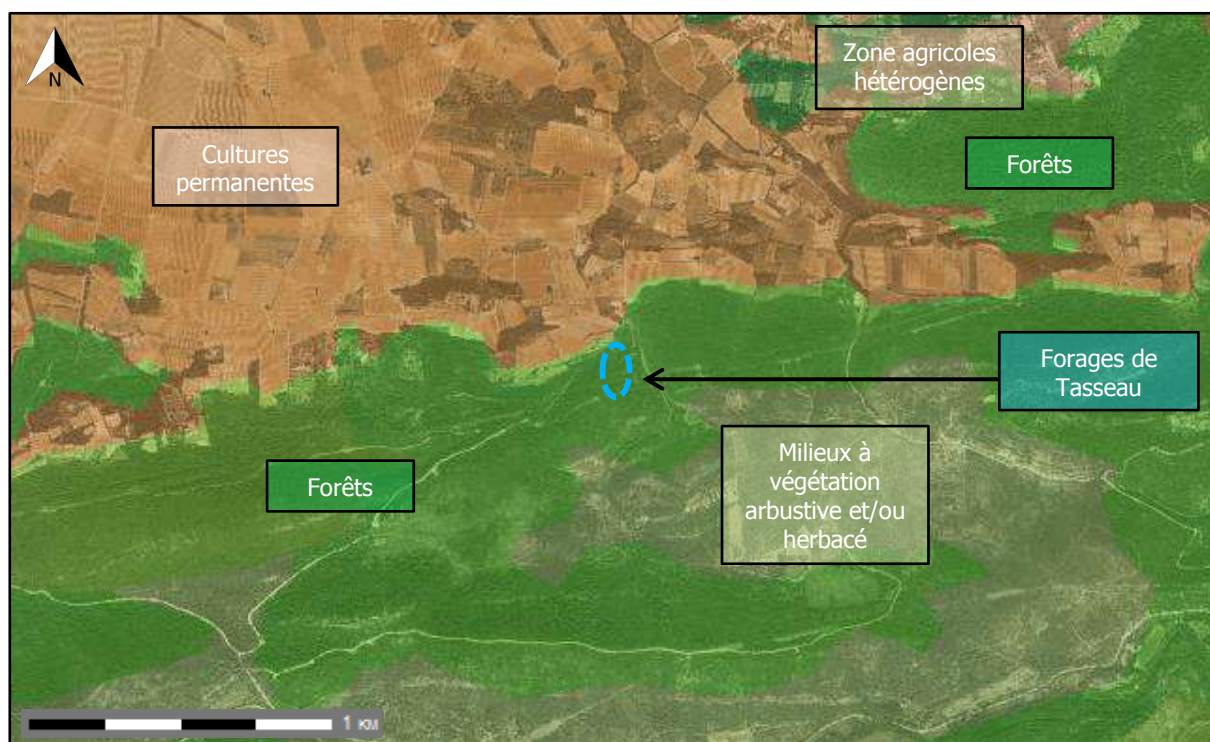 N
Zone agricoles
hétérogènes
Cultures
permanentes
Forêts
Forages de
Tasseau
Milieux à
végétation
arbustive et/ou
herbacé
Forêts
1 KM